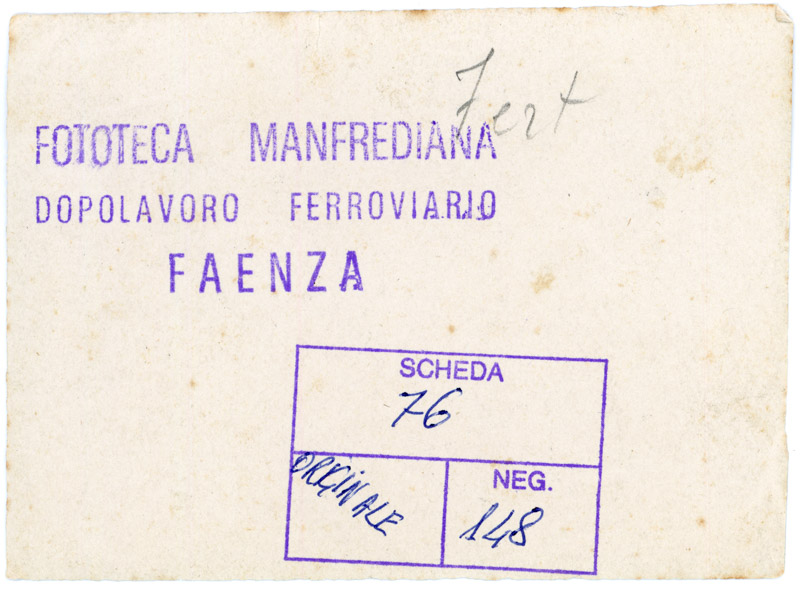 Fert
FOTOTECA MANFREDIANA
DOPOLAVORO FERROVIARIO
FAENZA
SCHEDA
76
ORIGINALE
NEG.
148